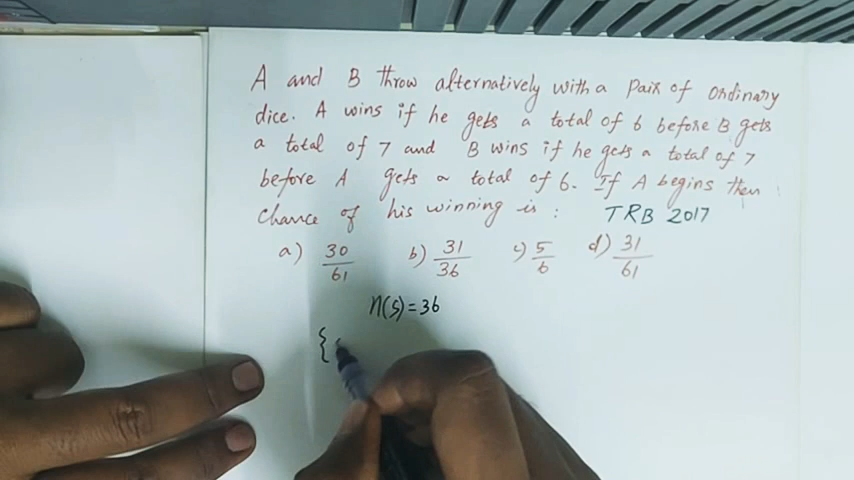 A and B throw alternatively with a pair of ordinary
dice. A wins if he gets a total of 6 before B gets
a total of 7 and B wins if he gets a total of 7
before A gets a total of 6. If A begins then
chance of his winning is : TRB 2017
a) 30/61 b) 31/36 c) 5/6 d) 31/61
n(S) = 36
{